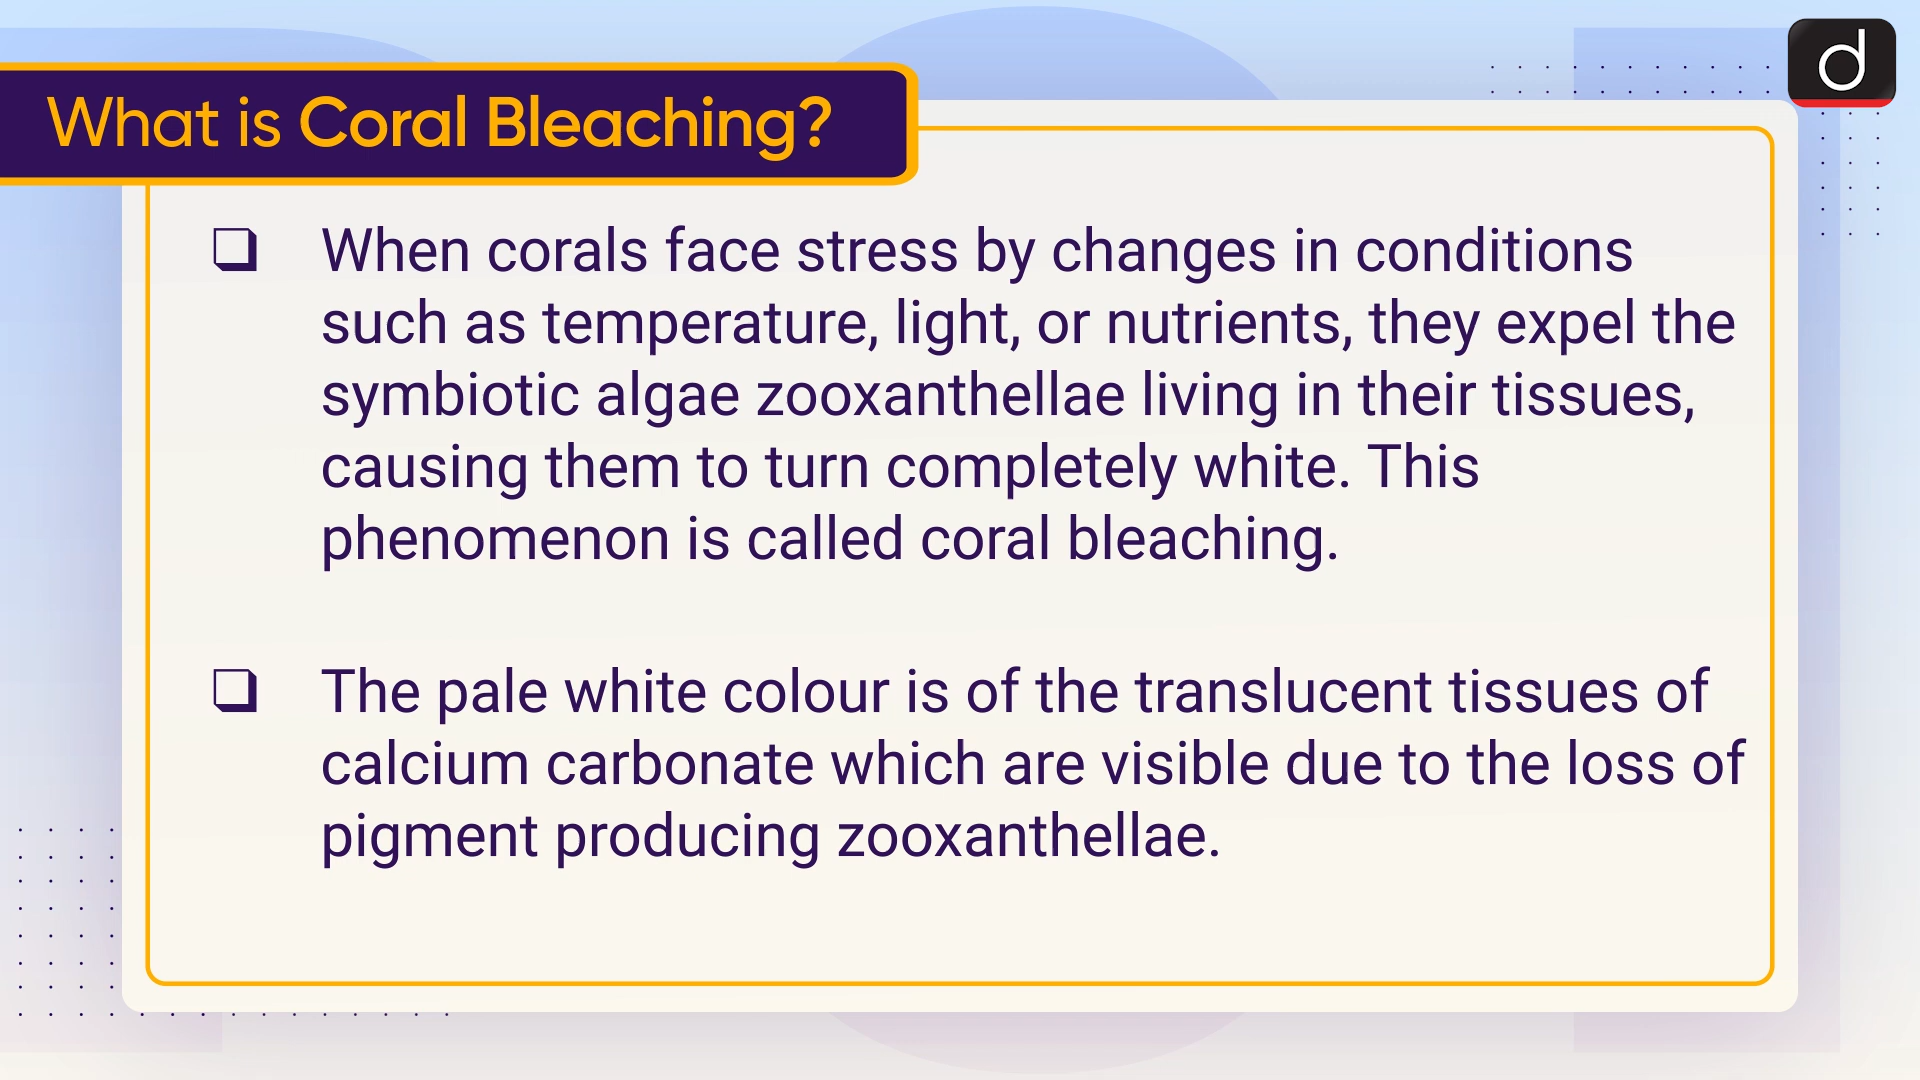 What is Coral Bleaching?
d
❑ When corals face stress by changes in conditions
such as temperature, light, or nutrients, they expel the
symbiotic algae zooxanthellae living in their tissues,
causing them to turn completely white. This
phenomenon is called coral bleaching.
❑ The pale white colour is of the translucent tissues of
calcium carbonate which are visible due to the loss of
pigment producing zooxanthellae.